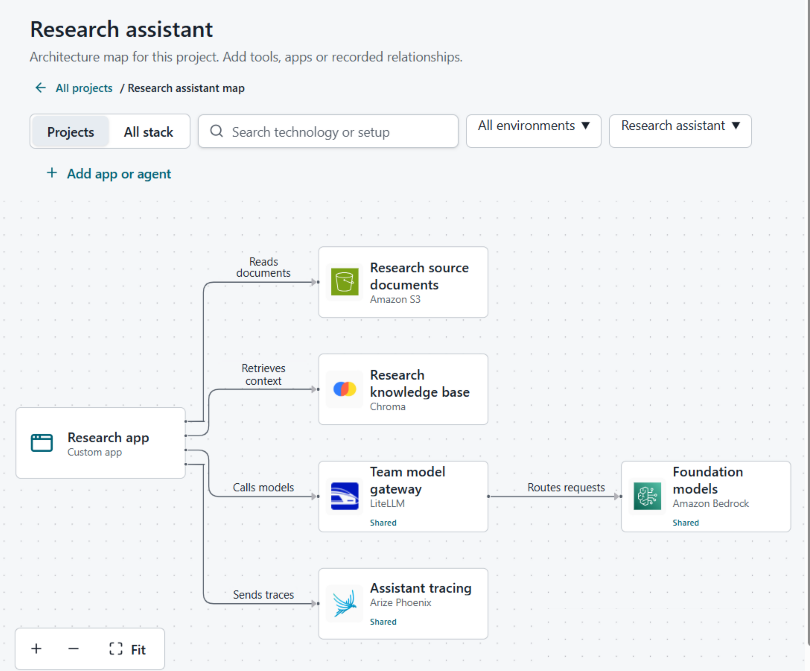 Research assistant
Architecture map for this project. Add tools, apps or recorded relationships.
← All projects / Research assistant map
Projects All stack Search technology or setup All environments ▼ Research assistant ▼
+ Add app or agent
Reads
documents
Research source
documents
Amazon S3
Retrieves
context
Research
knowledge base
Chroma
Research app
Custom app
Calls models
Team model
gateway
LiteLLM
Shared
Routes requests
Foundation
models
Amazon Bedrock
Shared
Sends traces
Assistant tracing
Arize Phoenix
Shared
+ − Fit